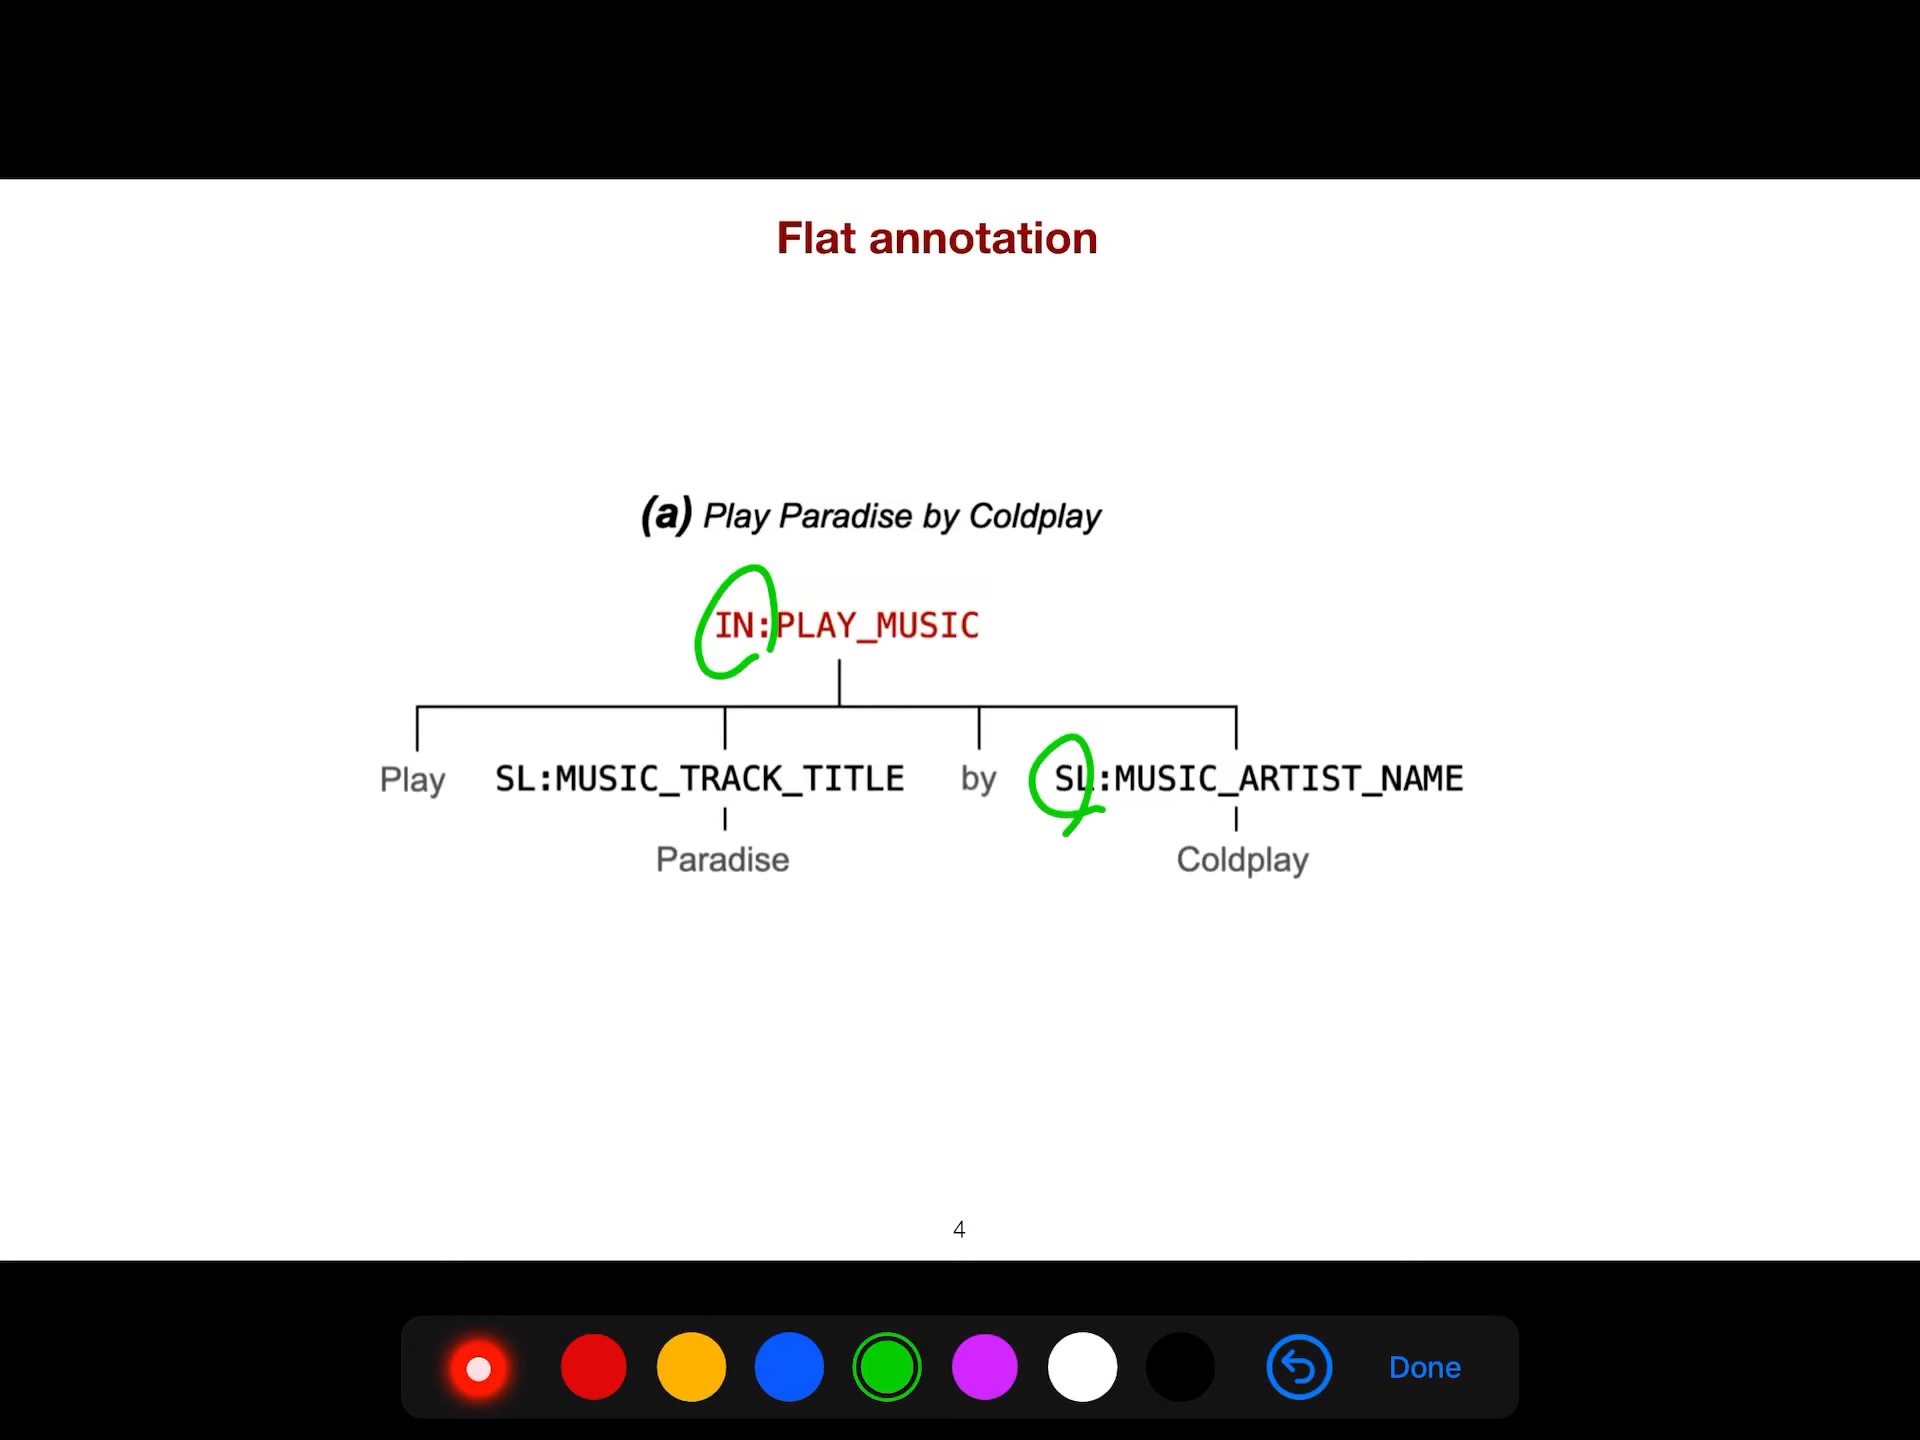 Flat annotation
(a) Play Paradise by Coldplay
IN:PLAY_MUSIC
Play SL:MUSIC_TRACK_TITLE by SL:MUSIC_ARTIST_NAME
Paradise Coldplay
4
Done